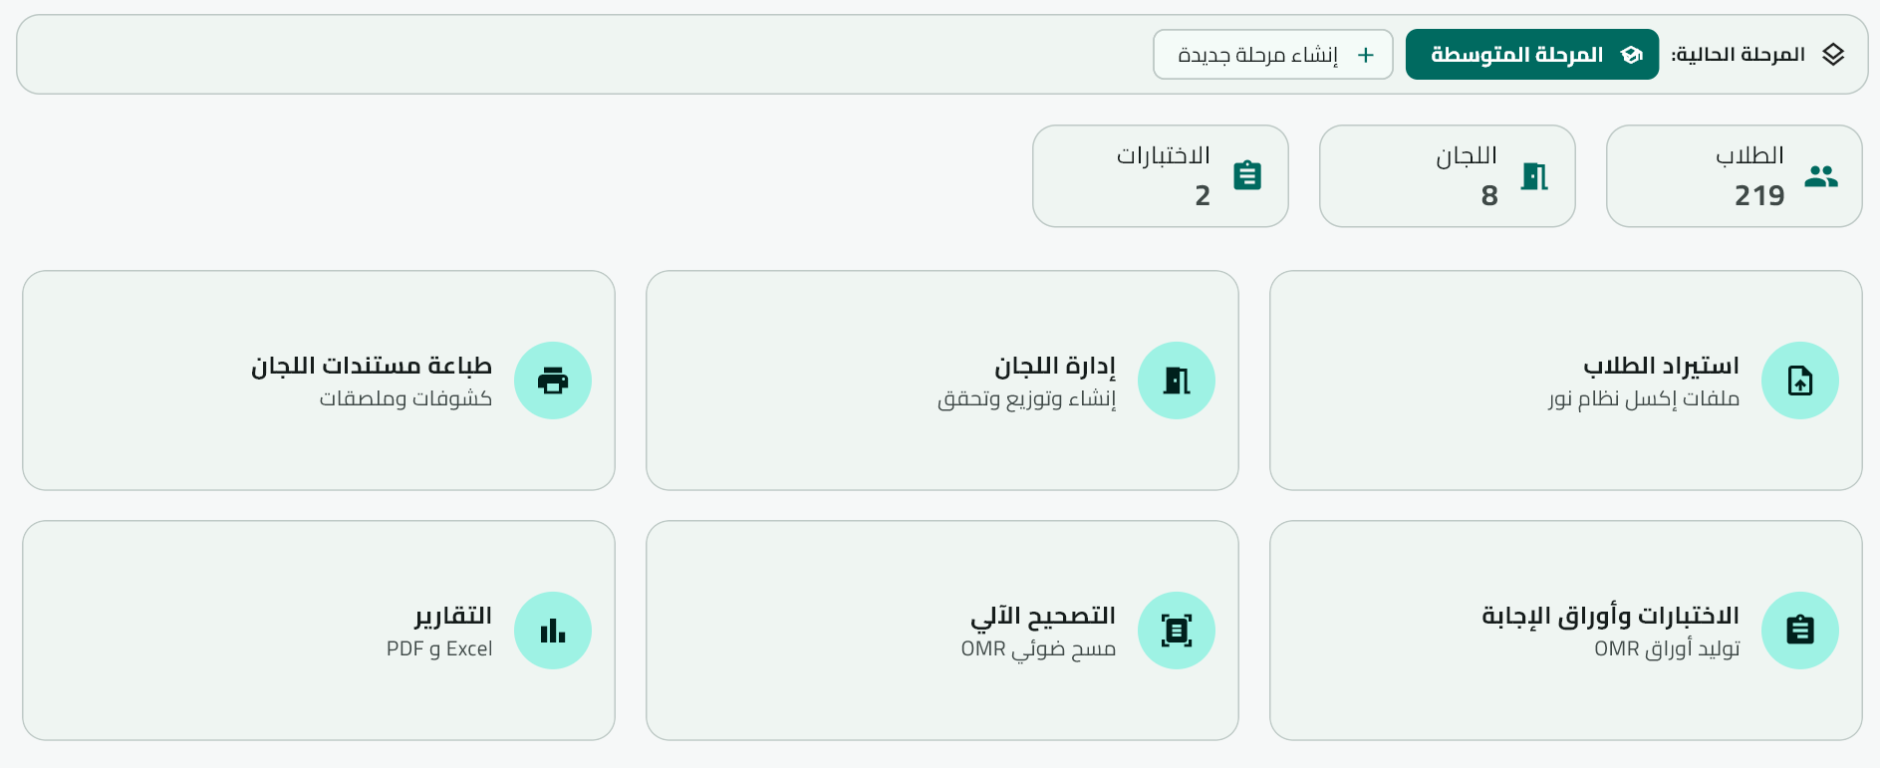 المرحلة الحالية:
المرحلة المتوسطة
إنشاء مرحلة جديدة
الطلاب
219
اللجان
8
الاختبارات
2
استيراد الطلاب
ملفات إكسل نظام نور
إدارة اللجان
إنشاء وتوزيع وتحقق
طباعة مستندات اللجان
كشوفات وملصقات
الاختبارات وأوراق الإجابة
توليد أوراق OMR
التصحيح الآلي
مسح ضوئي OMR
التقارير
Excel و PDF